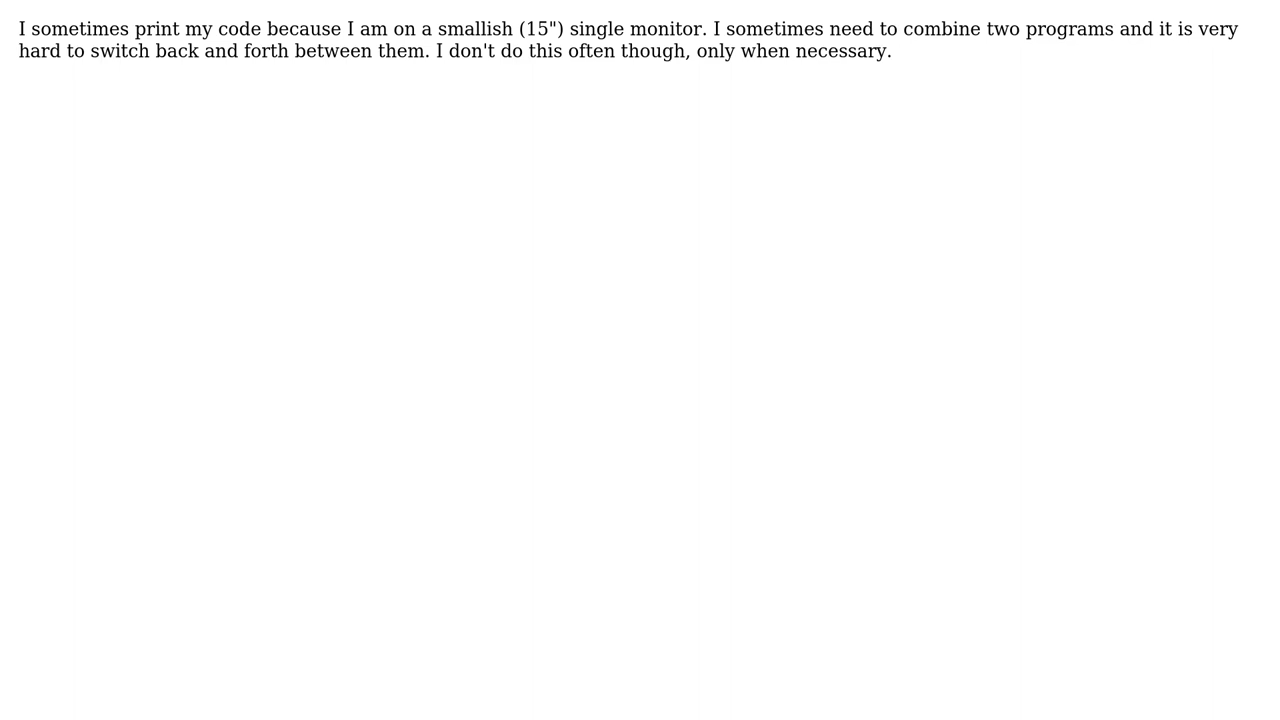 I sometimes print my code because I am on a smallish (15") single monitor. I sometimes need to combine two programs and it is very
hard to switch back and forth between them. I don't do this often though, only when necessary.